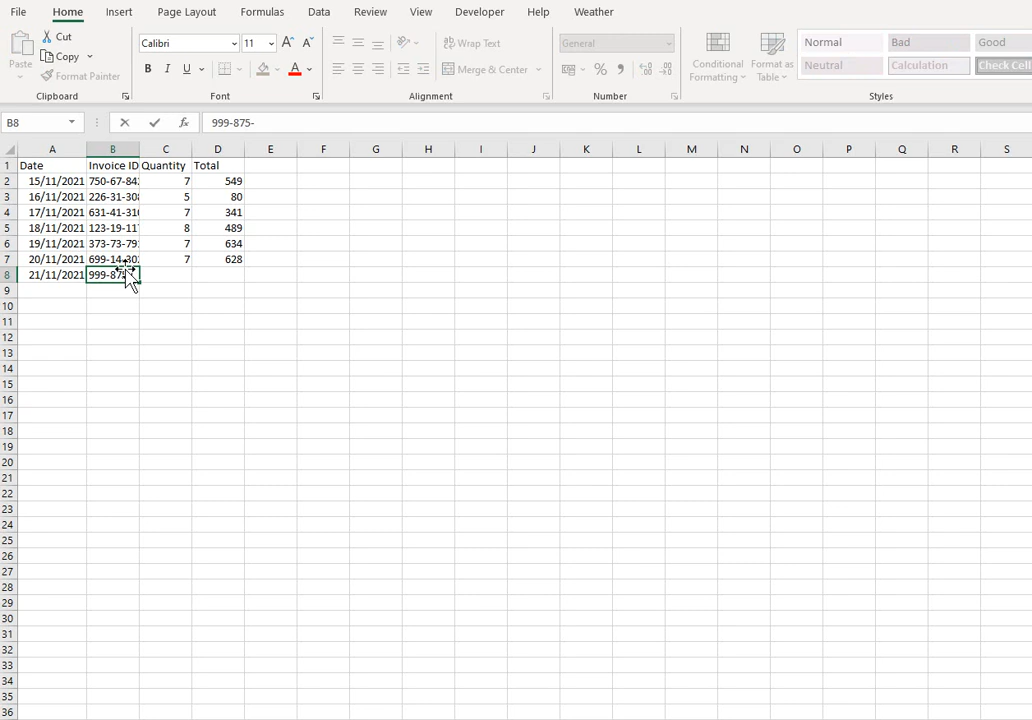 File Home Insert Page Layout Formulas Data Review View Developer Help Weather
Paste
Cut
Copy
Format Painter
Clipboard
Calibri 11 A A
B I U A
Font
ab Wrap Text
Merge & Center
Alignment
General
% , .00
Number
Conditional Formatting
Format as Table
Normal Bad Good
Neutral Calculation Check Cell
Styles
B8 fx 999-875-
A B C D E F G H I J K L M N O P Q R S
1 Date Invoice ID Quantity Total
2 15/11/2021 750-67-84 7 549
3 16/11/2021 226-31-30 5 80
4 17/11/2021 631-41-31 7 341
5 18/11/2021 123-19-11 8 489
6 19/11/2021 373-73-79 7 634
7 20/11/2021 699-14-30 7 628
8 21/11/2021 999-87
9
10
11
12
13
14
15
16
17
18
19
20
21
22
23
24
25
26
27
28
29
30
31
32
33
34
35
36